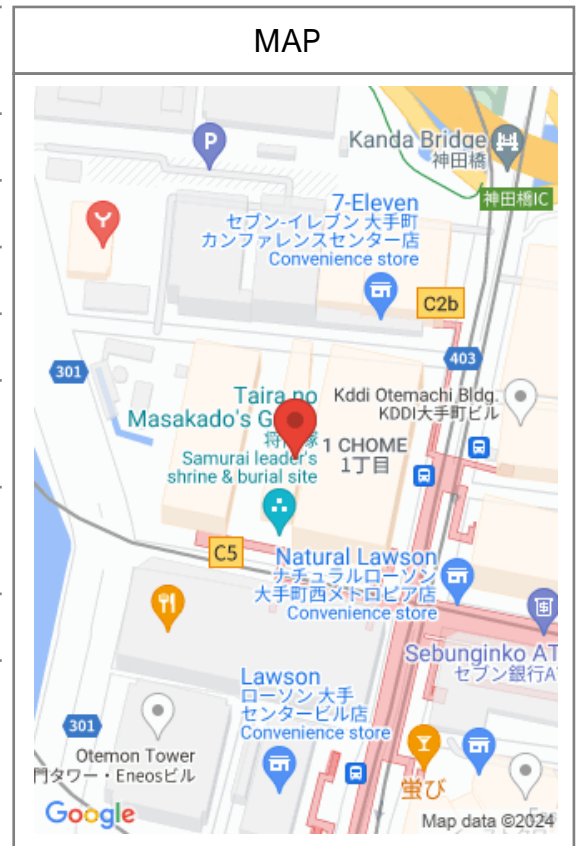 MAP
P
Kanda Bridge
神田橋
7-Eleven
セブン-イレブン 大手町
カンファレンスセンター店
Convenience store
神田橋IC
C2b
403
301
Taira no
Masakado's G
Kddi Otemachi Bldg.
KDDI大手町ビル
Samurai leader's
shrine & burial site
1 CHOME
1丁目
C5
Natural Lawson
ナチュラルローソン
大手町西メトロピア店
Convenience store
Sebunginko AT
セブン銀行A
Lawson
ローソン 大手
センタービル店
Convenience store
301
Otemon Tower
門タワー・Eneosビル
蛍び
Google
Map data ©2024